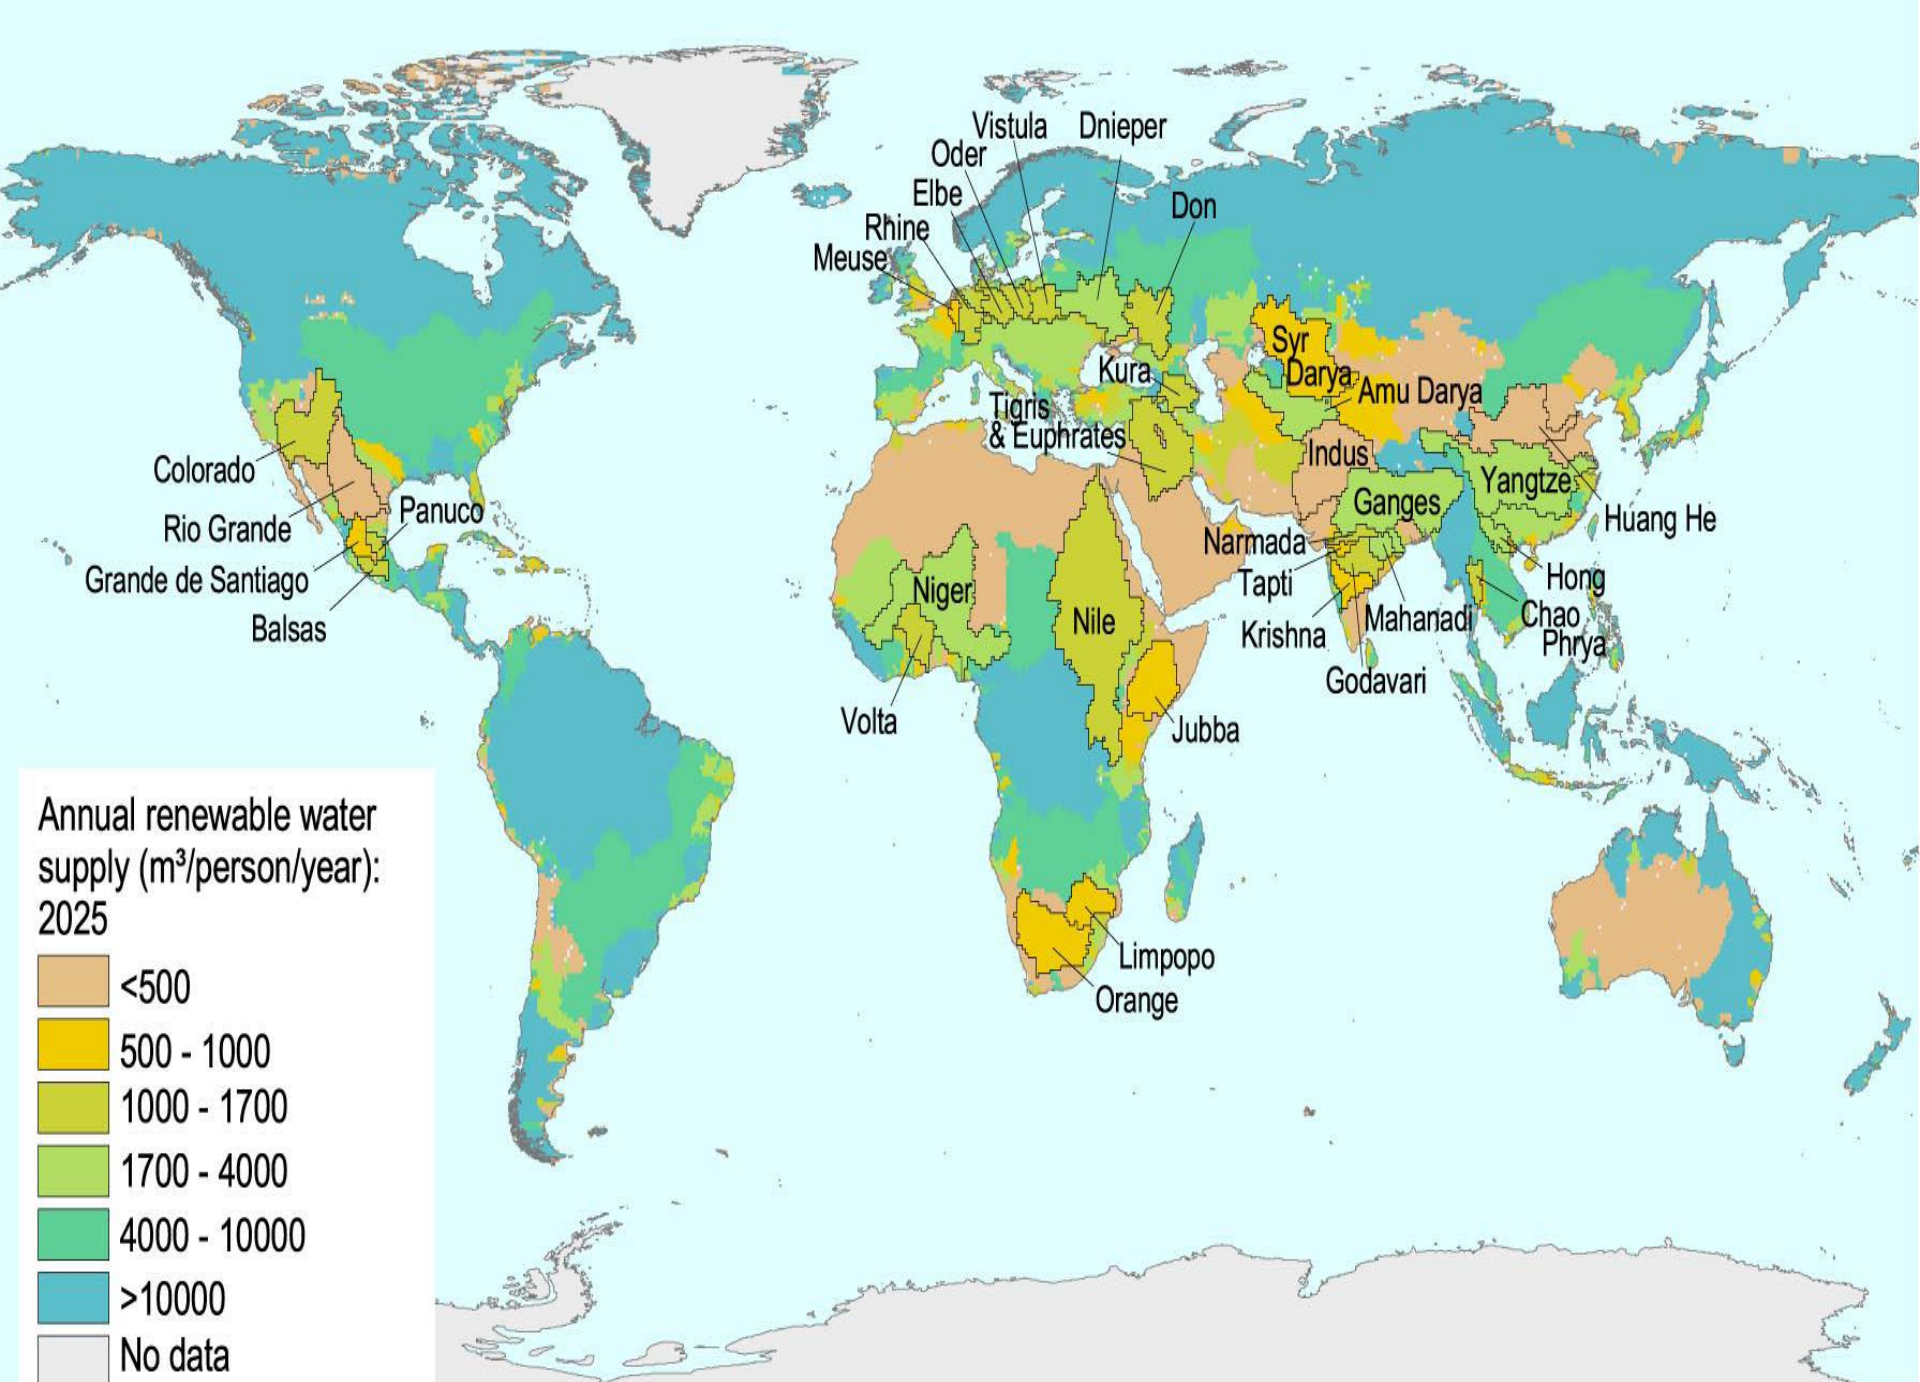 Vistula
Dnieper
Oder
Elbe
Don
Rhine
Meuse
Syr
Darya
Kura
Amu Darya
Tigris
& Euphrates
Indus
Colorado
Yangtze
Ganges
Panuco
Rio Grande
Huang He
Narmada
Grande de Santiago
Tapti
Hong
Niger
Nile
Balsas
Krishna
Mahanadi
Chao
Phrya
Godavari
Volta
Jubba
Limpopo
Orange
Annual renewable water
supply (m³/person/year):
2025
<500
500 - 1000
1000 - 1700
1700 - 4000
4000 - 10000
>10000
No data